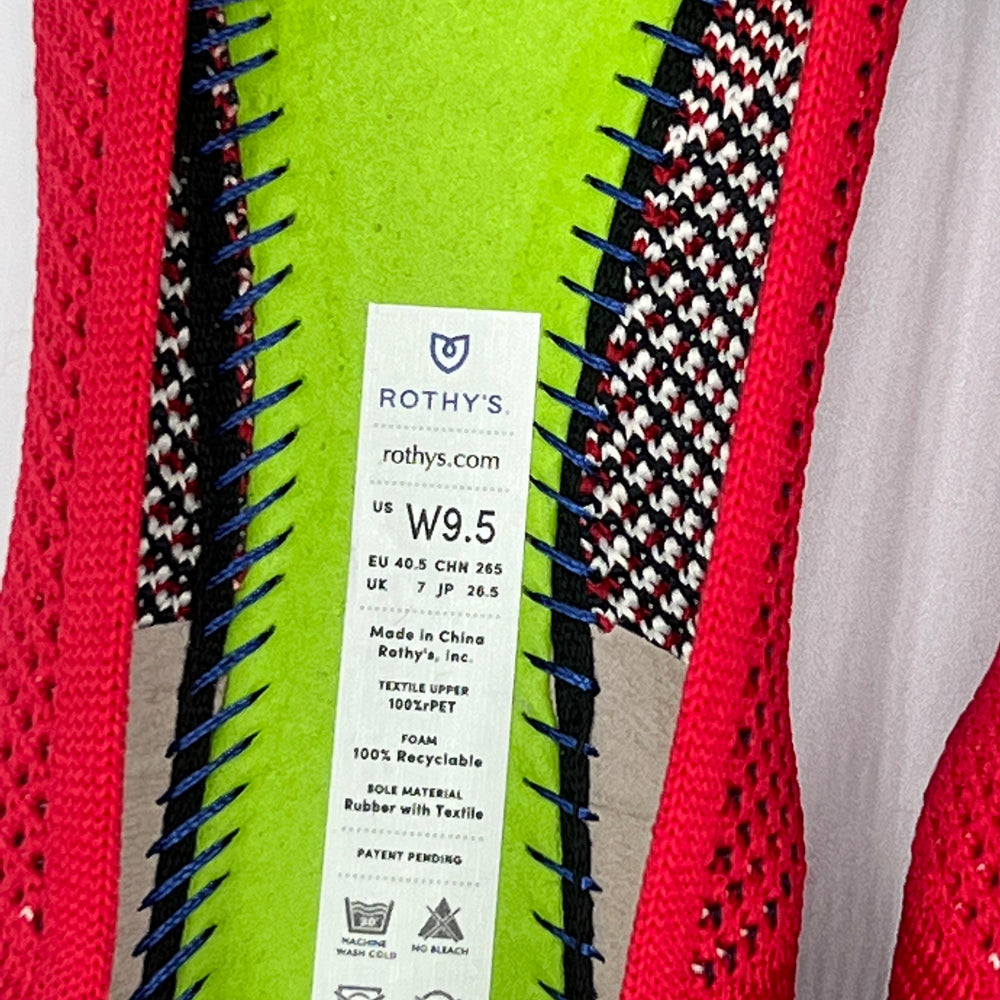 ROTHY'S
rothys.com
US W9.5
EU 40.5 CHN 265
UK 7 JP 26.5
Made in China
Rothy's, Inc.
TEXTILE UPPER
100%rPET
FOAM
100% Recyclable
SOLE MATERIAL
Rubber with Textile
PATENT PENDING
30°
MACHINE WASH COLD
NO BLEACH